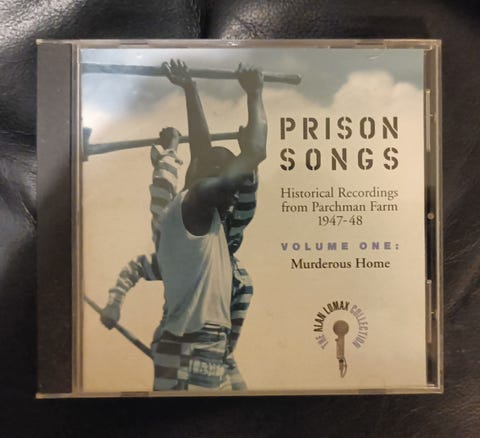 PRISON
SONGS
Historical Recordings
from Parchman Farm
1947-48
VOLUME ONE:
Murderous Home
THE ALAN LOMAX COLLECTION